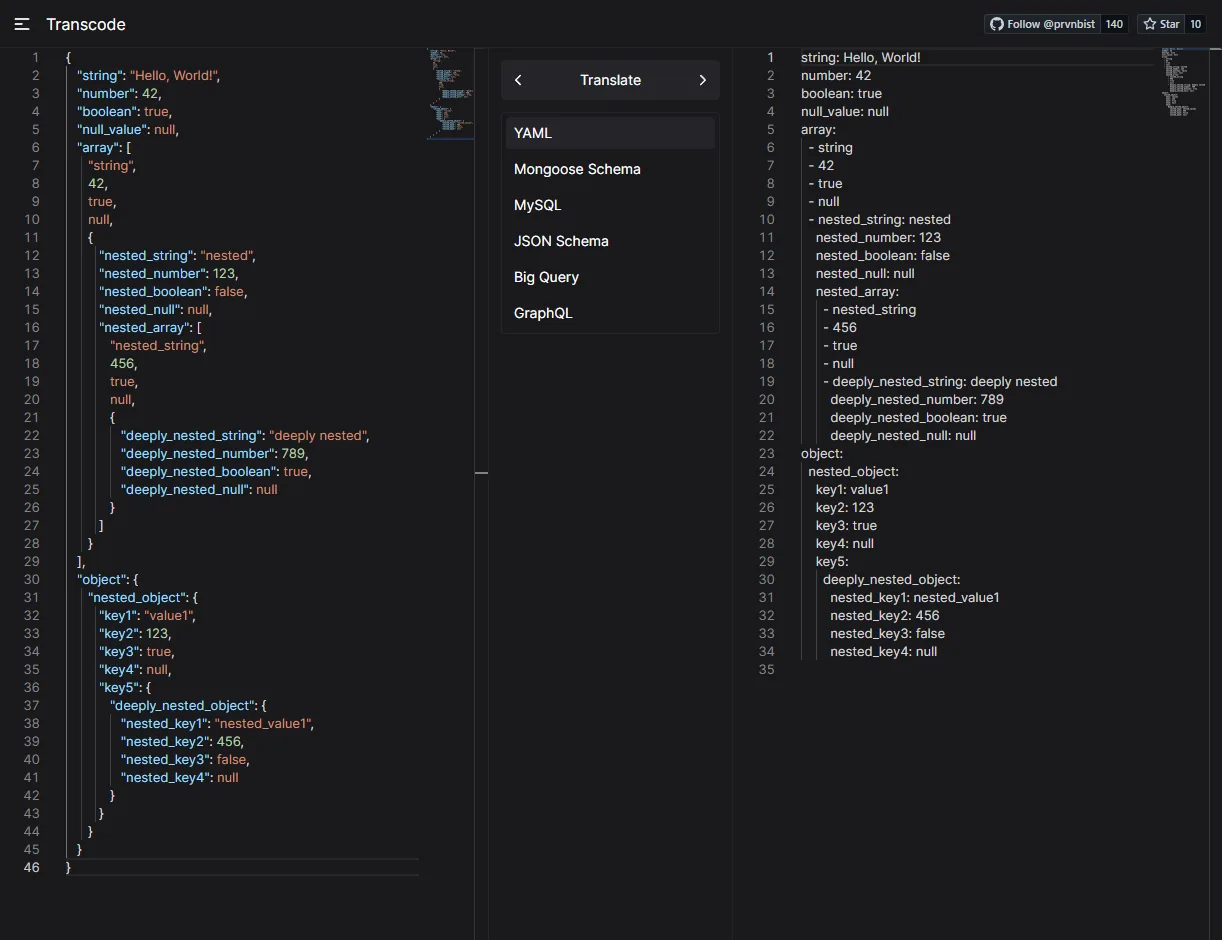 Transcode
Follow @prvnbist 140
Star 10
1 {
2 "string": "Hello, World!",
3 "number": 42,
4 "boolean": true,
5 "null_value": null,
6 "array": [
7 "string",
8 42,
9 true,
10 null,
11 {
12 "nested_string": "nested",
13 "nested_number": 123,
14 "nested_boolean": false,
15 "nested_null": null,
16 "nested_array": [
17 "nested_string",
18 456,
19 true,
20 null,
21 {
22 "deeply_nested_string": "deeply nested",
23 "deeply_nested_number": 789,
24 "deeply_nested_boolean": true,
25 "deeply_nested_null": null
26 }
27 ]
28 }
29 ],
30 "object": {
31 "nested_object": {
32 "key1": "value1",
33 "key2": 123,
34 "key3": true,
35 "key4": null,
36 "key5": {
37 "deeply_nested_object": {
38 "nested_key1": "nested_value1",
39 "nested_key2": 456,
40 "nested_key3": false,
41 "nested_key4": null
42 }
43 }
44 }
45 }
46 }
Translate
YAML
Mongoose Schema
MySQL
JSON Schema
Big Query
GraphQL
1 string: Hello, World!
2 number: 42
3 boolean: true
4 null_value: null
5 array:
6 - string
7 - 42
8 - true
9 - null
10 - nested_string: nested
11 nested_number: 123
12 nested_boolean: false
13 nested_null: null
14 nested_array:
15 - nested_string
16 - 456
17 - true
18 - null
19 - deeply_nested_string: deeply nested
20 deeply_nested_number: 789
21 deeply_nested_boolean: true
22 deeply_nested_null: null
23 object:
24 nested_object:
25 key1: value1
26 key2: 123
27 key3: true
28 key4: null
29 key5:
30 deeply_nested_object:
31 nested_key1: nested_value1
32 nested_key2: 456
33 nested_key3: false
34 nested_key4: null
35